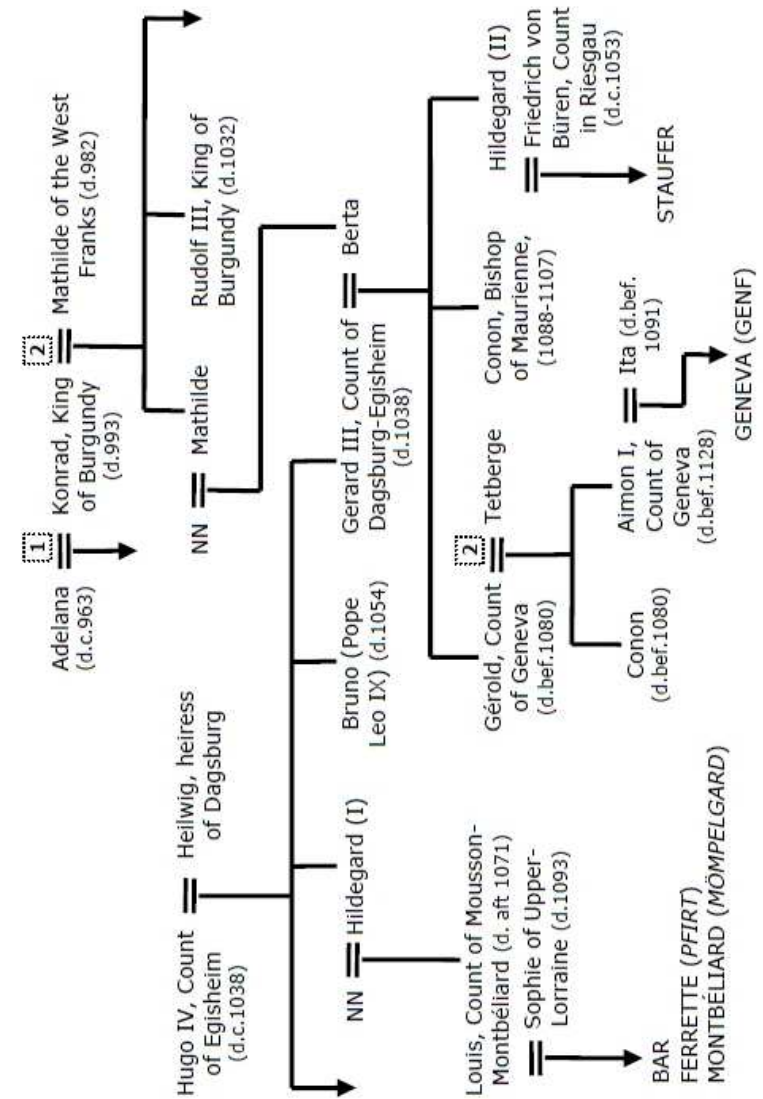 1
2
Adelana
(d.c.963)
Konrad, King
of Burgundy
(d.993)
Mathilde of the West
Franks (d.982)
Hugo IV, Count
of Egisheim
(d.c.1038)
Heilwig, heiress
of Dagsburg
NN
Mathilde
Rudolf III, King of
Burgundy (d.1032)
NN
Hildegard (I)
Bruno (Pope
Leo IX) (d.1054)
Gerard III, Count of
Dagsburg-Egisheim
(d.1038)
Berta
Louis, Count of Mousson-
Montbéliard (d. aft 1071)
Sophie of Upper-
Lorraine (d.1093)
Gérold, Count
of Geneva
(d.bef.1080)
2
Tetberge
Conon, Bishop
of Maurienne,
(1088-1107)
Hildegard (II)
Friedrich von
Büren, Count
in Riesgau
(d.c.1053)
Conon
(d.bef.1080)
Aimon I,
Count of
Geneva
(d.bef.1128)
Ita (d.bef.
1091)
STAUFER
BAR
FERRETTE (PFIRT)
MONTBÉLIARD (MÖMPELGARD)
GENEVA (GENF)